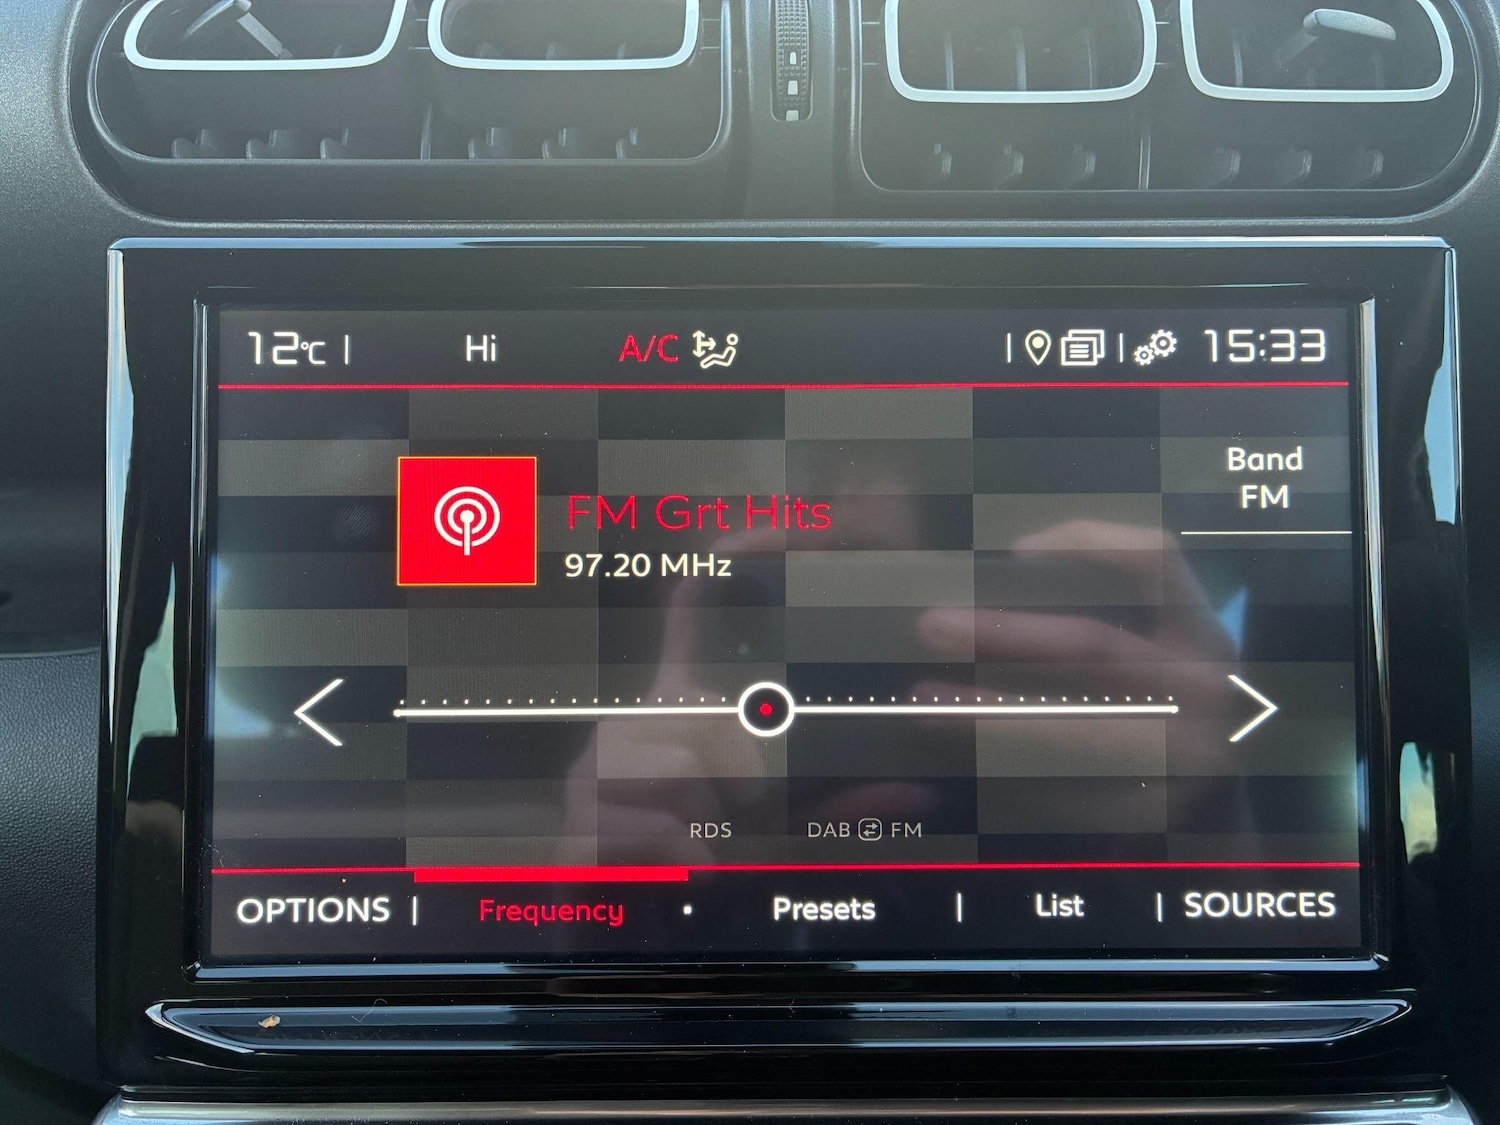 12°C | Hi A/C | | 15:33
Band
FM
FM Grt Hits
97.20 MHz
RDS DAB FM
OPTIONS | Frequency • Presets | List | SOURCES